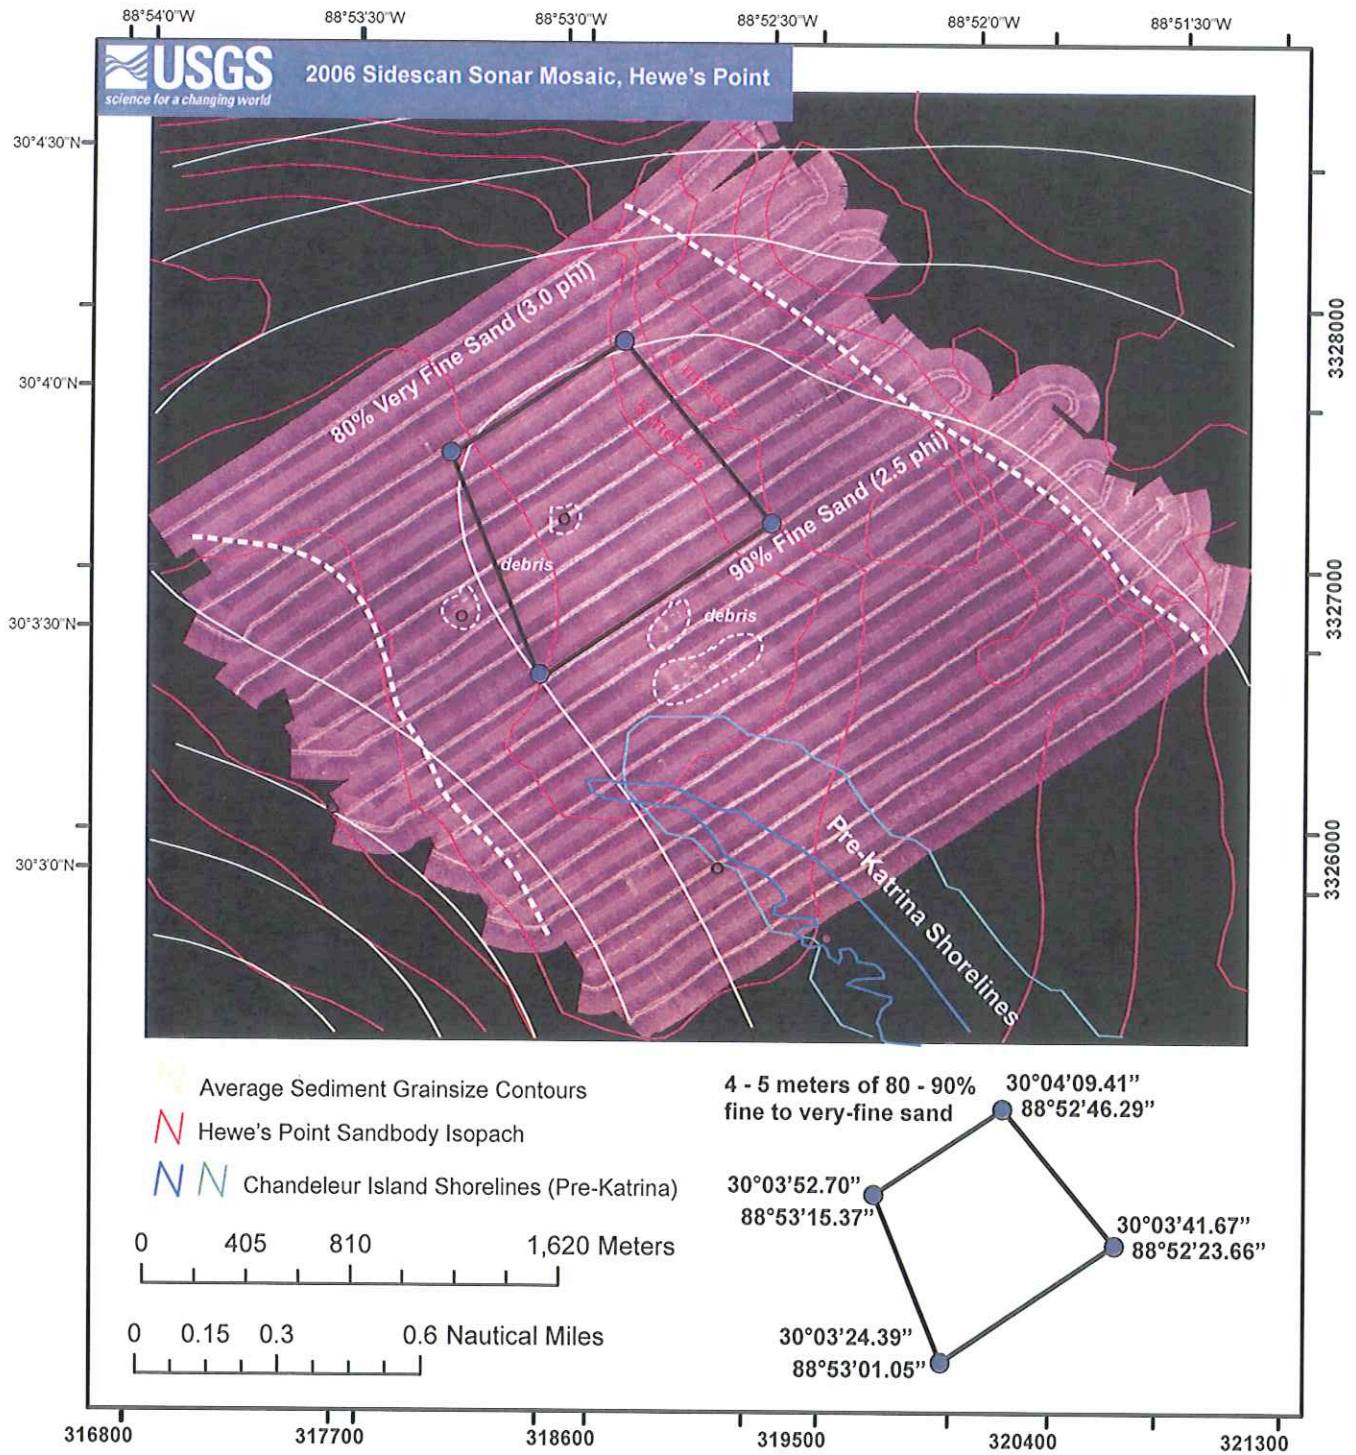 88°54'0"W 88°53'30"W 88°53'0"W 88°52'30"W 88°52'0"W 88°51'30"W
USGS
science for a changing world
2006 Sidescan Sonar Mosaic, Hewe's Point
30°4'30"N
30°4'0"N
30°3'30"N
30°3'0"N
3328000
3327000
3326000
80% Very Fine Sand (3.0 phi)
4 meters
5 meters
90% Fine Sand (2.5 phi)
debris
debris
Pre-Katrina Shorelines
N Average Sediment Grainsize Contours
N Hewe's Point Sandbody Isopach
N N Chandeleur Island Shorelines (Pre-Katrina)
0 405 810 1,620 Meters
0 0.15 0.3 0.6 Nautical Miles
4 - 5 meters of 80 - 90%
fine to very-fine sand
30°04'09.41"
88°52'46.29"
30°03'52.70"
88°53'15.37"
30°03'41.67"
88°52'23.66"
30°03'24.39"
88°53'01.05"
316800 317700 318600 319500 320400 321300